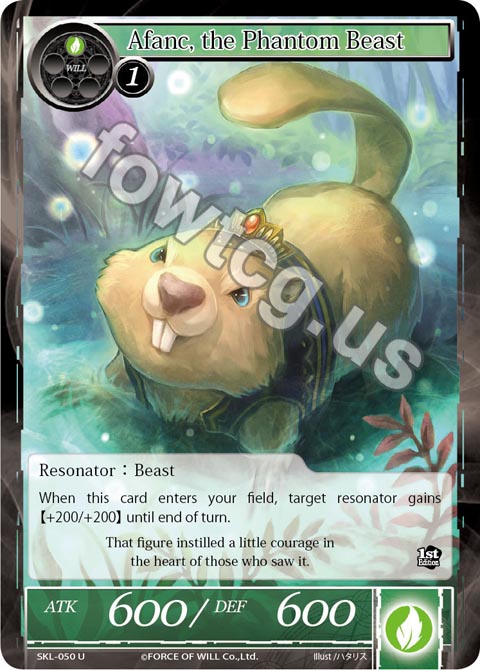 Afanc, the Phantom Beast
WILL
1
fowtcg.us
Resonator : Beast
When this card enters your field, target resonator gains
【+200/+200】 until end of turn.
That figure instilled a little courage in
the heart of those who saw it.
1st
Edition
ATK 600 / DEF 600
SKL-050 U ©FORCE OF WILL Co.,Ltd. Illust /ハタリス